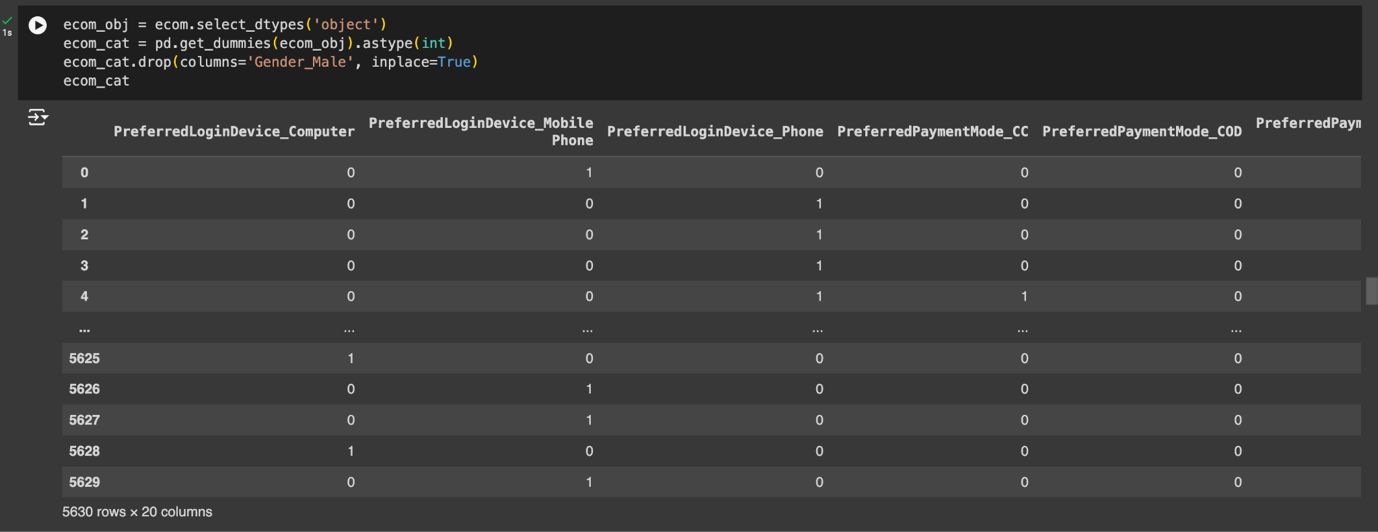 ecom_obj = ecom.select_dtypes('object')
1s
ecom_cat = pd.get_dummies(ecom_obj).astype(int)
ecom_cat.drop(columns='Gender_Male', inplace=True)
ecom_cat
PreferredLoginDevice_Computer PreferredLoginDevice_Mobile Phone PreferredLoginDevice_Phone PreferredPaymentMode_CC PreferredPaymentMode_COD PreferredPaym
0 0 1 0 0 0
1 0 0 1 0 0
2 0 0 1 0 0
3 0 0 1 0 0
4 0 0 1 1 0
... ... ... ... ... ...
5625 1 0 0 0 0
5626 0 1 0 0 0
5627 0 1 0 0 0
5628 1 0 0 0 0
5629 0 1 0 0 0
5630 rows × 20 columns